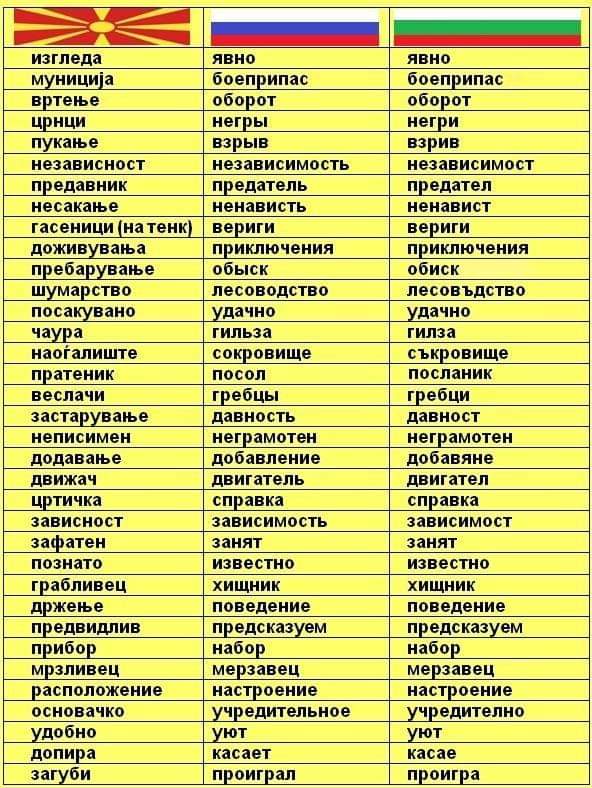 изгледа явно явно
муниција боеприпас боеприпас
вртење оборот оборот
црнци негры негри
пукање взрыв взрив
независност независимость независимост
предавник предатель предател
несакање ненависть ненавист
гасеници (на тенк) вериги вериги
доживувања приключения приключения
пребарување обыск обиск
шумарство лесоводство лесовъдство
посакувано удачно удачно
чаура гильза гилза
наоѓалиште сокровище съкровище
пратеник посол посланик
веслачи гребцы гребци
застарување давность давност
неписимен неграмотен неграмотен
додавање добавление добавяне
движач двигатель двигател
цртичка справка справка
зависност зависимость зависимост
зафатен занят занят
познато известно известно
грабливец хищник хищник
држење поведение поведение
предвидлив предсказуем предсказуем
прибор набор набор
мрзливец мерзавец мерзавец
расположение настроение настроение
основачко учредительное учредително
удобно уют уют
допира касает касае
загуби проиграл проигра